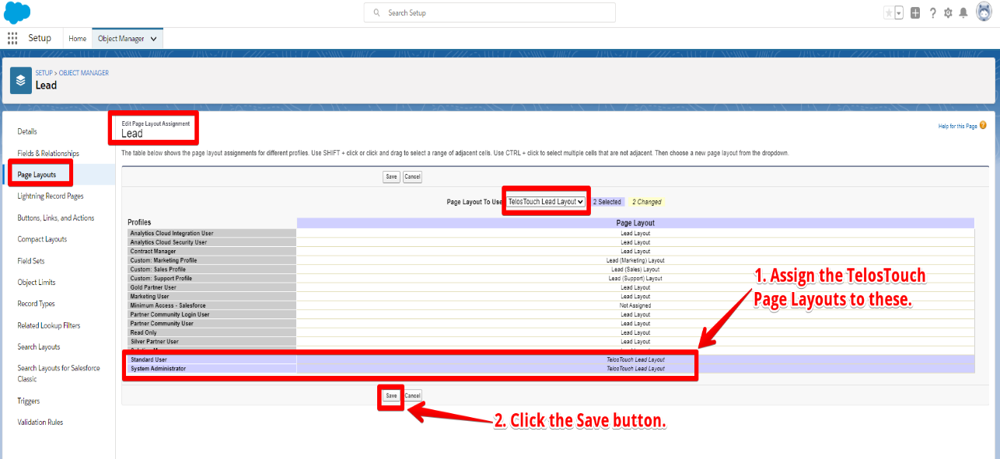 Search Setup
Setup
Home
Object Manager
SETUP > OBJECT MANAGER
Lead
Details
Fields & Relationships
Page Layouts
Lightning Record Pages
Buttons, Links, and Actions
Compact Layouts
Field Sets
Object Limits
Record Types
Related Lookup Filters
Search Layouts
Search Layouts for Salesforce
Classic
Triggers
Validation Rules
Edit Page Layout Assignment
Lead
Help for this Page
The table below shows the page layout assignments for different profiles. Use SHIFT + click or click and drag to select a range of adjacent cells. Use CTRL + click to select multiple cells that are not adjacent. Then choose a new page layout from the dropdown.
Save Cancel
Page Layout To Use TelosTouch Lead Layout 2 Selected 2 Changed
Profiles Page Layout
Analytics Cloud Integration User Lead Layout
Analytics Cloud Security User Lead Layout
Contract Manager Lead Layout
Custom: Marketing Profile Lead (Marketing) Layout
Custom: Sales Profile Lead (Sales) Layout
Custom: Support Profile Lead (Support) Layout
Gold Partner User Lead Layout
Marketing User Lead Layout
Minimum Access - Salesforce Not Assigned
Partner Community Login User Lead Layout
Partner Community User Lead Layout
Read Only Lead Layout
Silver Partner User Lead Layout
Standard User TelosTouch Lead Layout
System Administrator TelosTouch Lead Layout
Save Cancel
1. Assign the TelosTouch
Page Layouts to these.
2. Click the Save button.